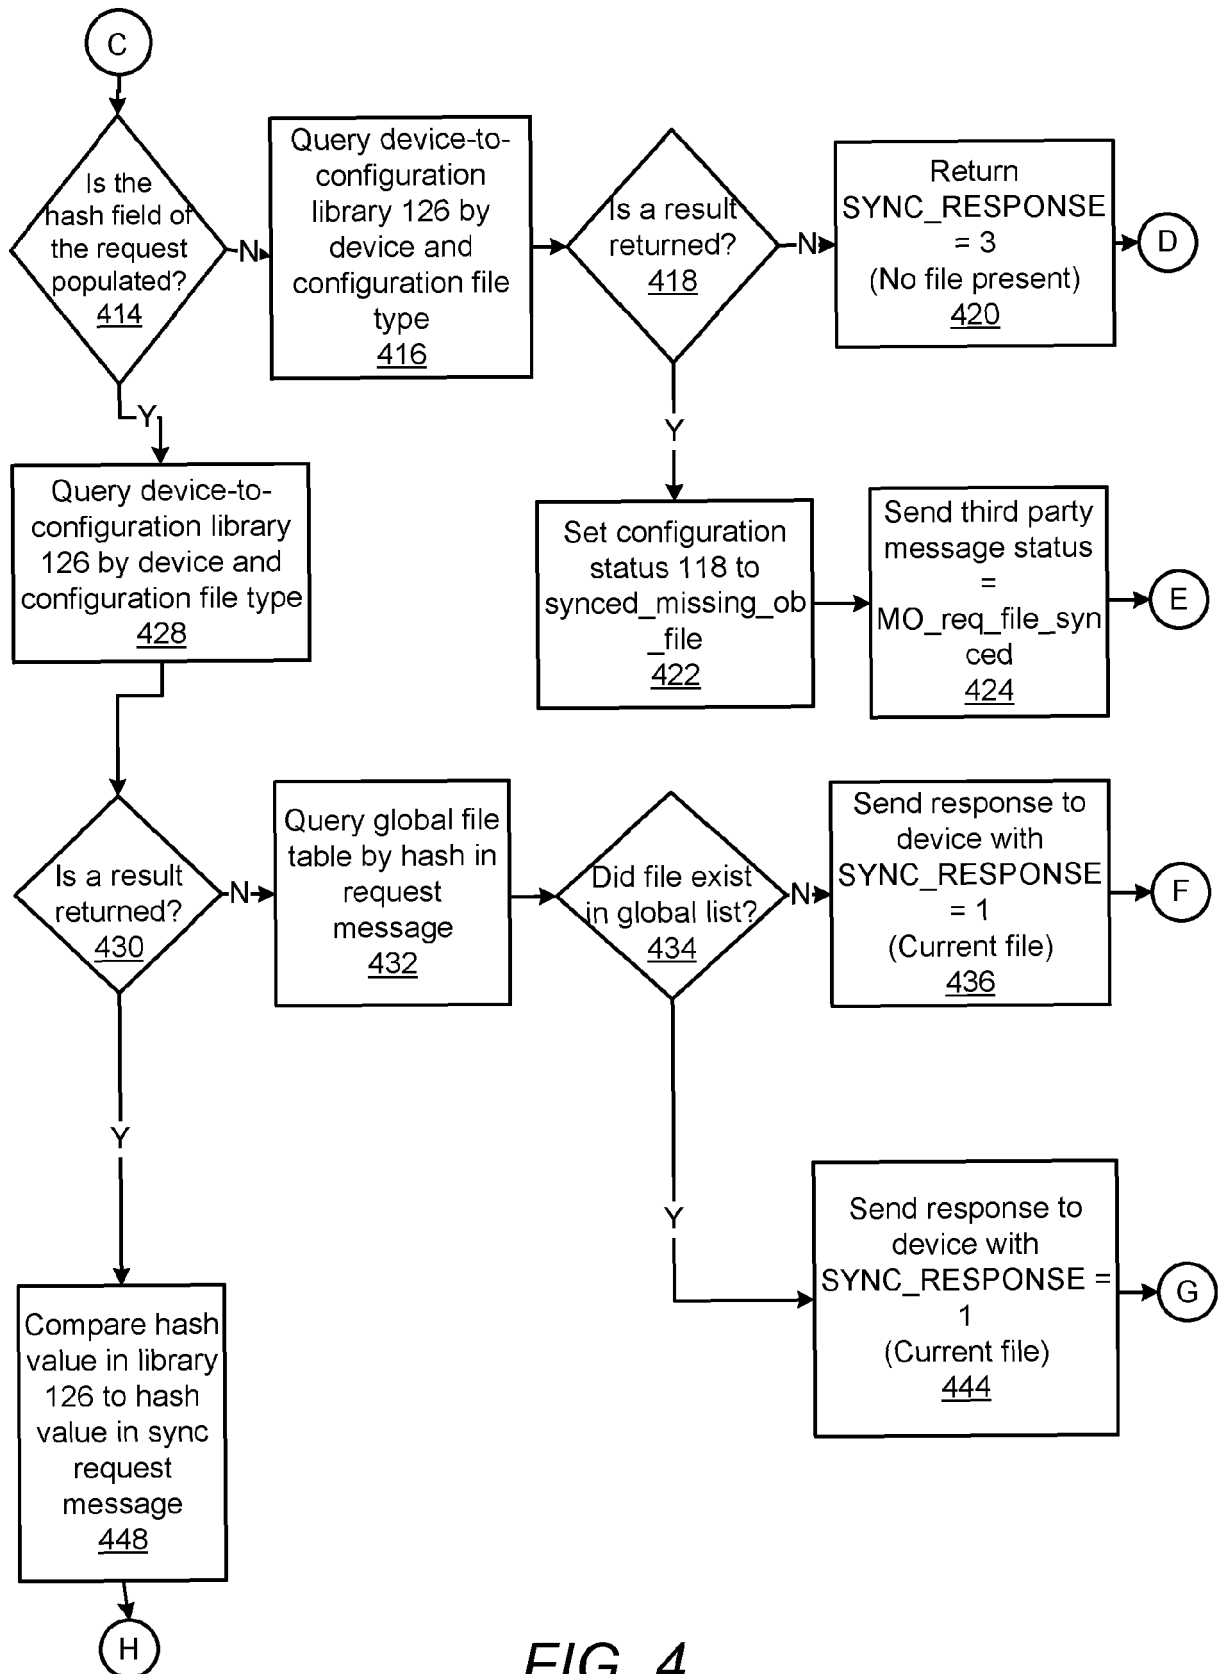 C
Is the
hash field of
the request
populated?
414
N
Query device-to-
configuration
library 126 by
device and
configuration file
type
416
Is a result
returned?
418
N
Return
SYNC_RESPONSE
= 3
(No file present)
420
D
Y
Y
Query device-to-
configuration library
126 by device and
configuration file type
428
Set configuration
status 118 to
synced_missing_ob
_file
422
Send third party
message status
=
MO_req_file_syn
ced
424
E
Is a result
returned?
430
N
Query global file
table by hash in
request
message
432
Did file exist
in global list?
434
N
Send response to
device with
SYNC_RESPONSE
= 1
(Current file)
436
F
Y
Y
Send response to
device with
SYNC_RESPONSE =
1
(Current file)
444
G
Compare hash
value in library
126 to hash
value in sync
request
message
448
H
FIG. 4